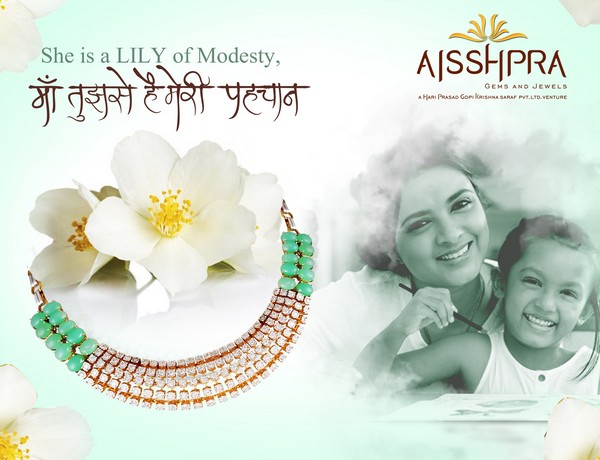 She is a LILY of Modesty,
माँ तुझसे है मेरी पहचान
AISSHPRA
GEMS AND JEWELS
A HARI PRASAD GOPI KRISHNA SARAF PVT. LTD. VENTURE